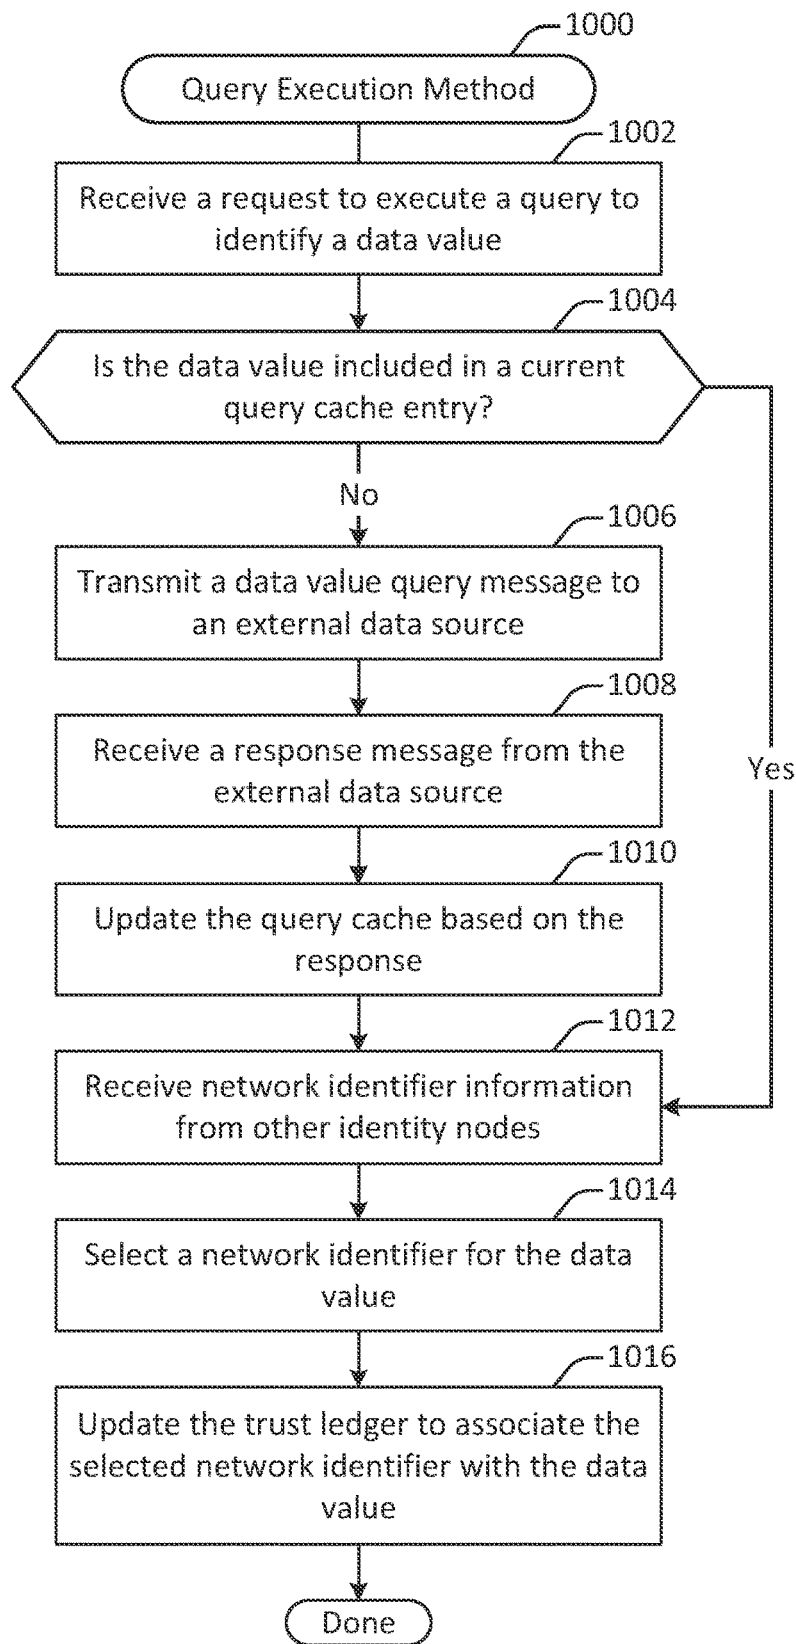 1000
Query Execution Method
1002
Receive a request to execute a query to
identify a data value
1004
Is the data value included in a current
query cache entry?
No
1006
Transmit a data value query message to
an external data source
1008
Receive a response message from the
external data source
Yes
1010
Update the query cache based on the
response
1012
Receive network identifier information
from other identity nodes
1014
Select a network identifier for the data
value
1016
Update the trust ledger to associate the
selected network identifier with the data
value
Done